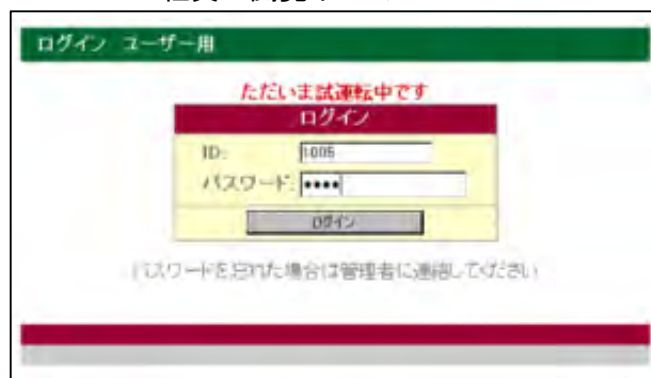 ログイン ユーザー用
ただいま試運転中です
ログイン
ID: 1005
パスワード: ••••
ログイン
パスワードを忘れた場合は管理者に連絡してください